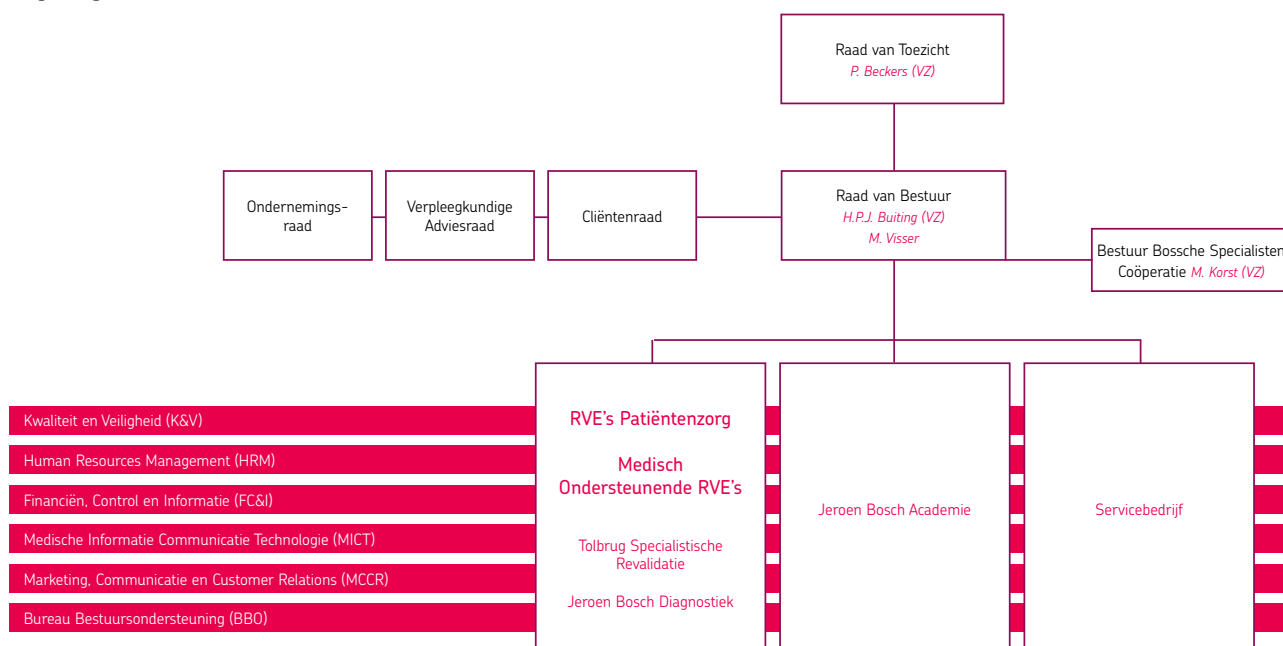 Raad van Toezicht
P. Beckers (VZ)
Ondernemings-
raad
Verpleegkundige
Adviesraad
Cliëntenraad
Raad van Bestuur
H.P.J. Buiting (VZ)
M. Visser
Bestuur Bossche Specialisten
Coöperatie M. Korst (VZ)
Kwaliteit en Veiligheid (K&V)
Human Resources Management (HRM)
Financiën, Control en Informatie (FC&I)
Medische Informatie Communicatie Technologie (MICT)
Marketing, Communicatie en Customer Relations (MCCR)
Bureau Bestuursondersteuning (BBO)
RVE's Patiëntenzorg
Medisch
Ondersteunende RVE's
Tolbrug Specialistische
Revalidatie
Jeroen Bosch Diagnostiek
Jeroen Bosch Academie
Servicebedrijf